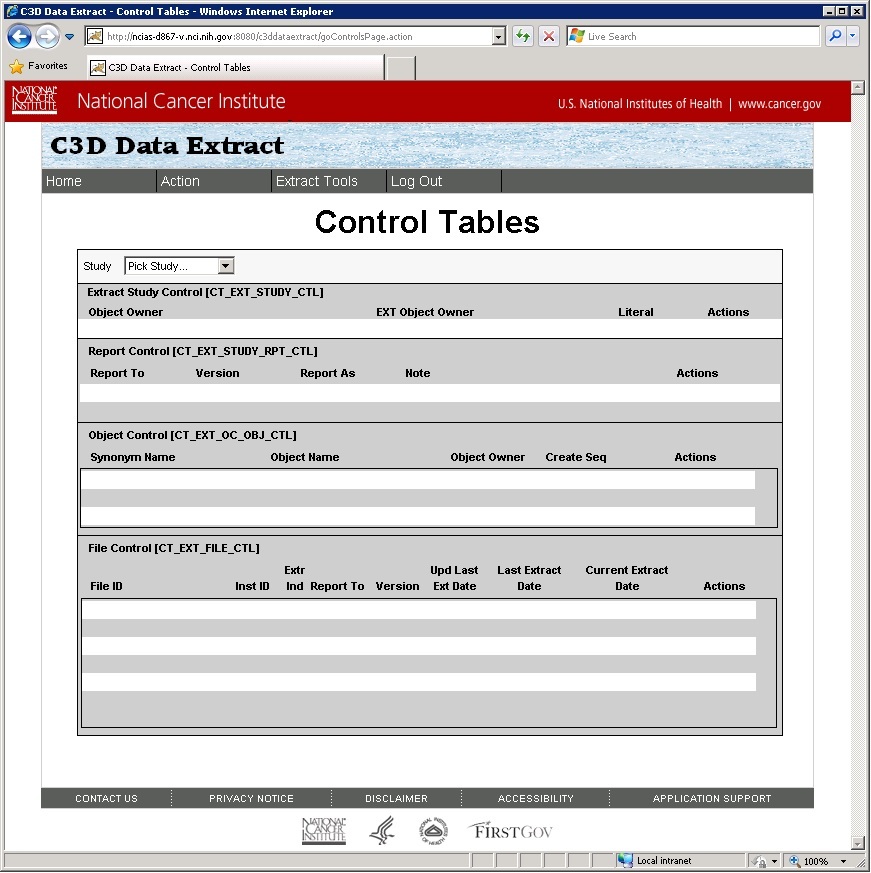 C3D Data Extract - Control Tables - Windows Internet Explorer
http://ncias-d867-v.nci.nih.gov:8080/c3ddataextract/goControlsPage.action
Live Search
Favorites
C3D Data Extract - Control Tables
NATIONAL
CANCER
INSTITUTE
National Cancer Institute
U.S. National Institutes of Health | www.cancer.gov
C3D Data Extract
Home Action Extract Tools Log Out
Control Tables
Study Pick Study...
Extract Study Control [CT_EXT_STUDY_CTL]
Object Owner EXT Object Owner Literal Actions
Report Control [CT_EXT_STUDY_RPT_CTL]
Report To Version Report As Note Actions
Object Control [CT_EXT_OC_OBJ_CTL]
Synonym Name Object Name Object Owner Create Seq Actions
File Control [CT_EXT_FILE_CTL]
Extr Upd Last Last Extract Current Extract
File ID Inst ID Ind Report To Version Ext Date Date Date Actions
CONTACT US PRIVACY NOTICE DISCLAIMER ACCESSIBILITY APPLICATION SUPPORT
NATIONAL
CANCER
INSTITUTE
FIRSTGOV
Local intranet 100%